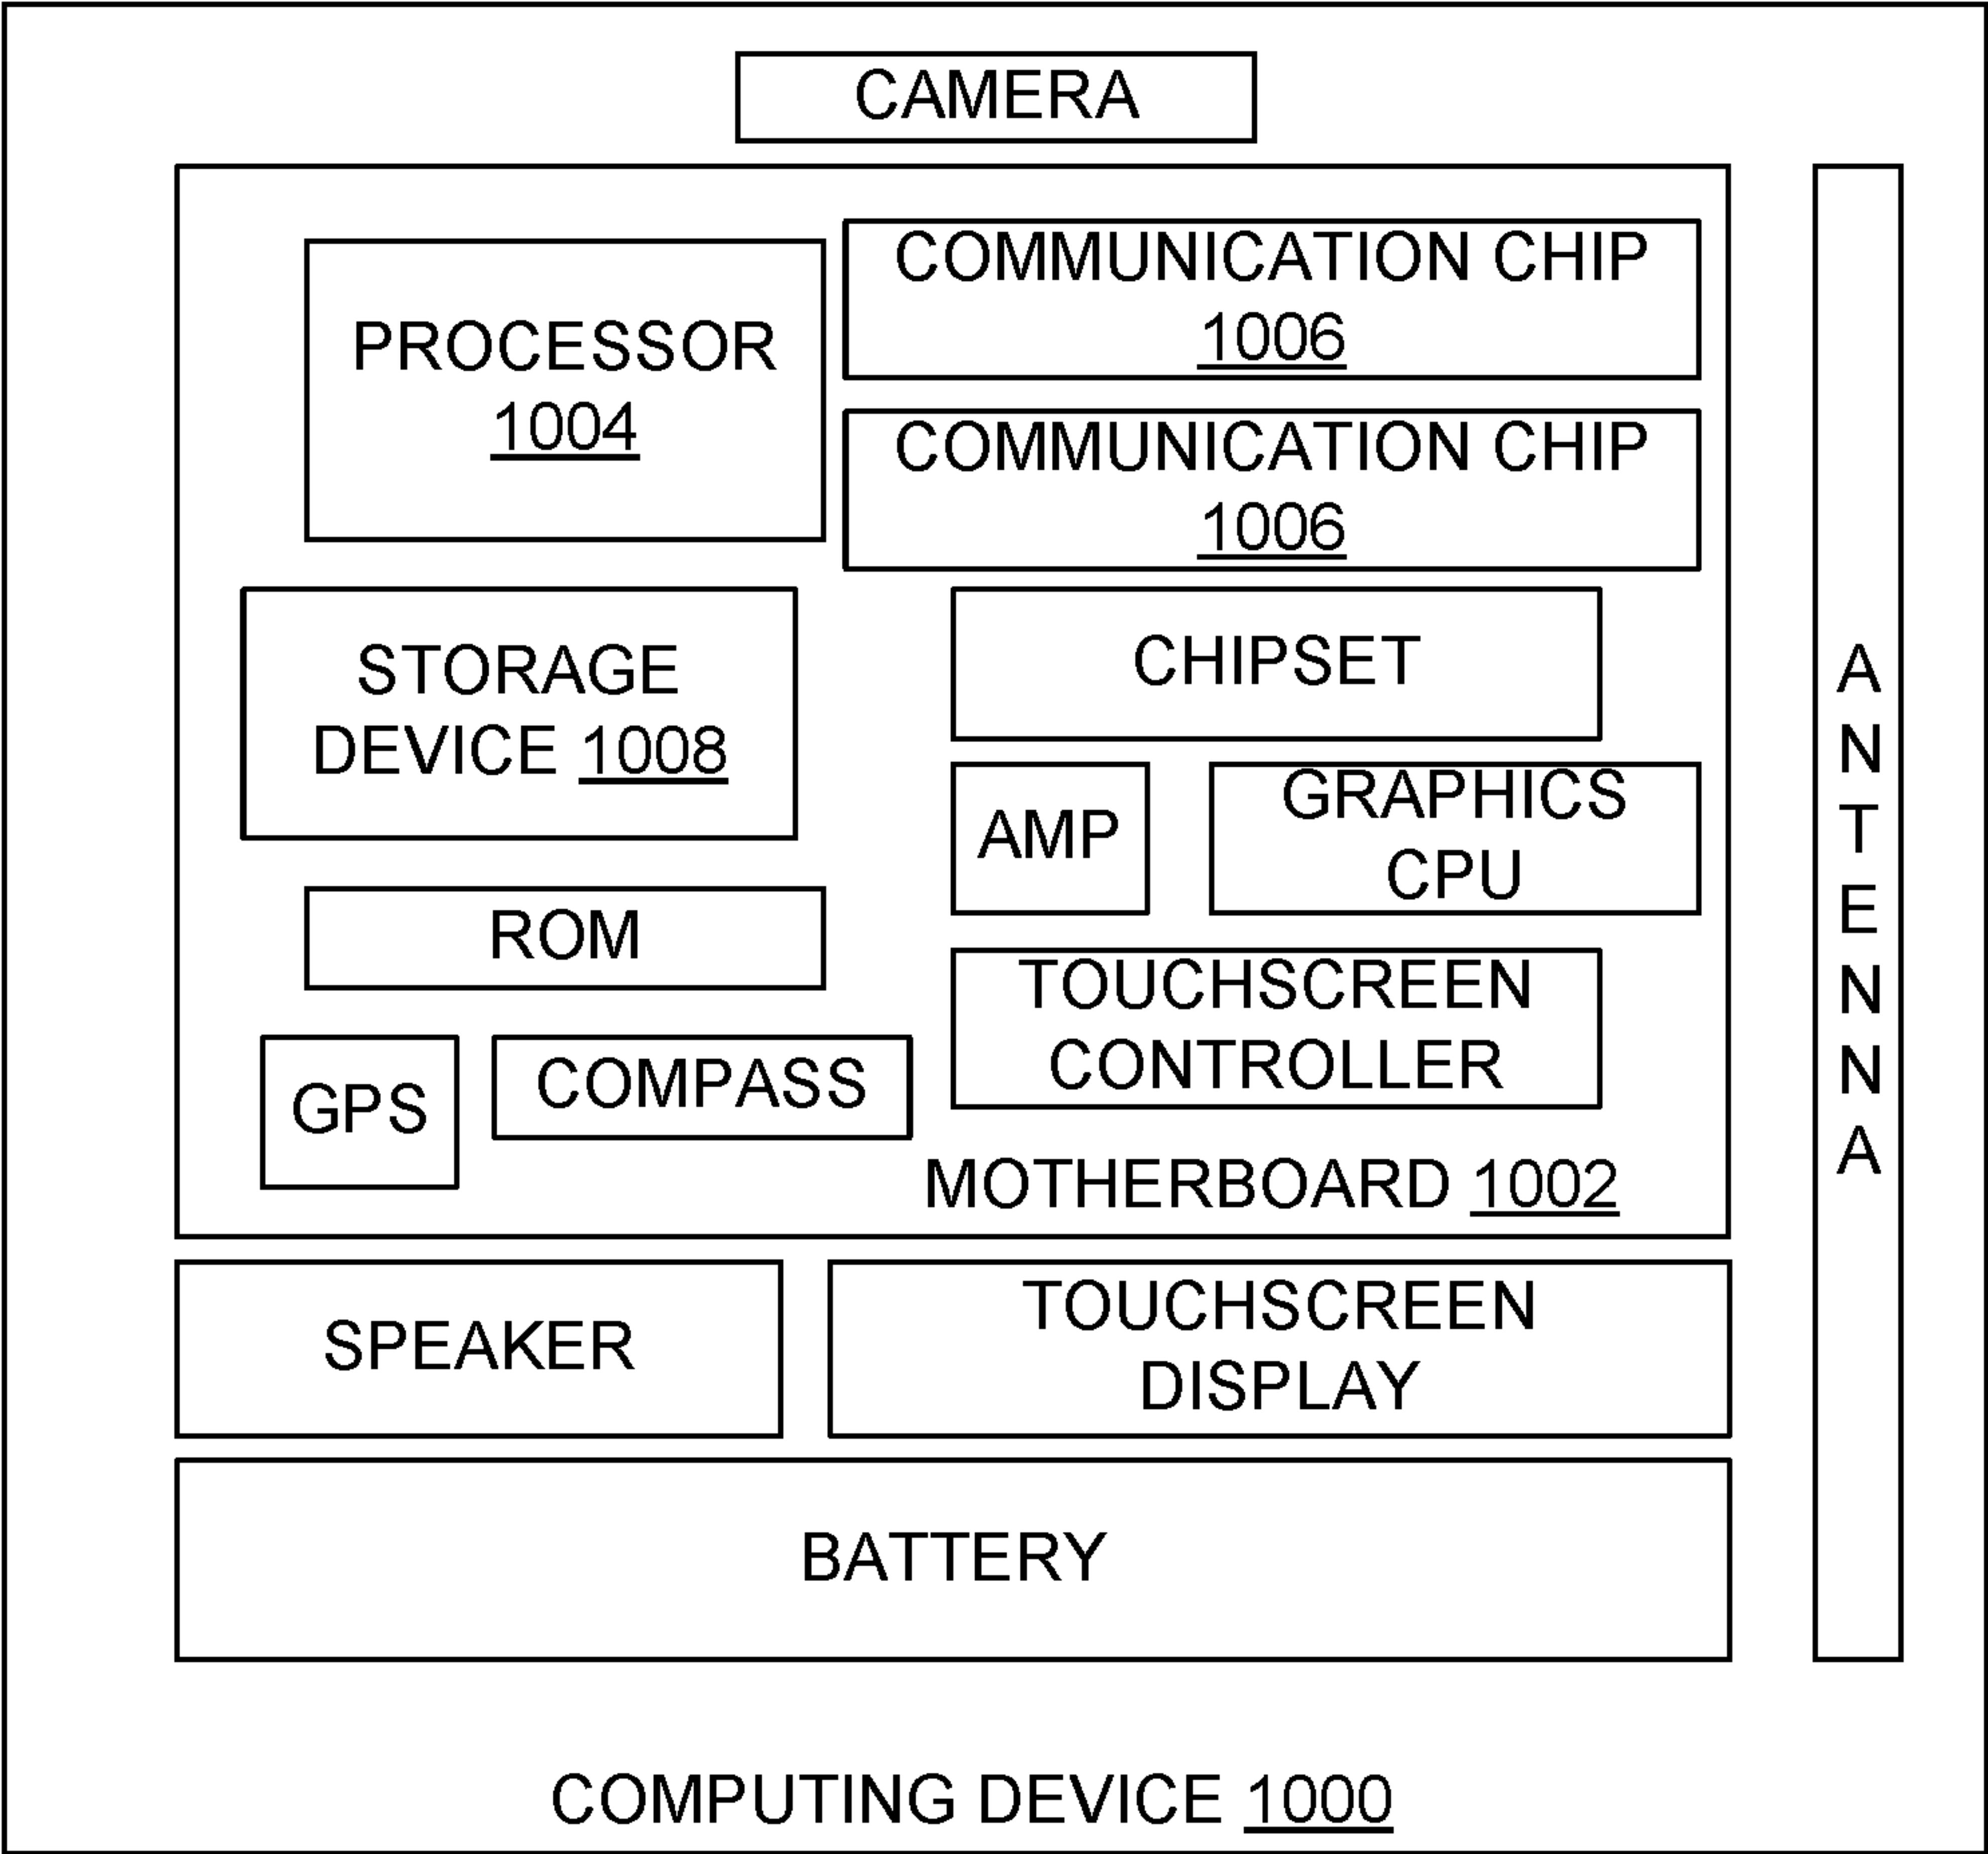 CAMERA
PROCESSOR
1004
COMMUNICATION CHIP
1006
COMMUNICATION CHIP
1006
STORAGE
DEVICE 1008
CHIPSET
AMP
GRAPHICS
CPU
ROM
TOUCHSCREEN
CONTROLLER
GPS
COMPASS
MOTHERBOARD 1002
ANTENNA
SPEAKER
TOUCHSCREEN
DISPLAY
BATTERY
COMPUTING DEVICE 1000